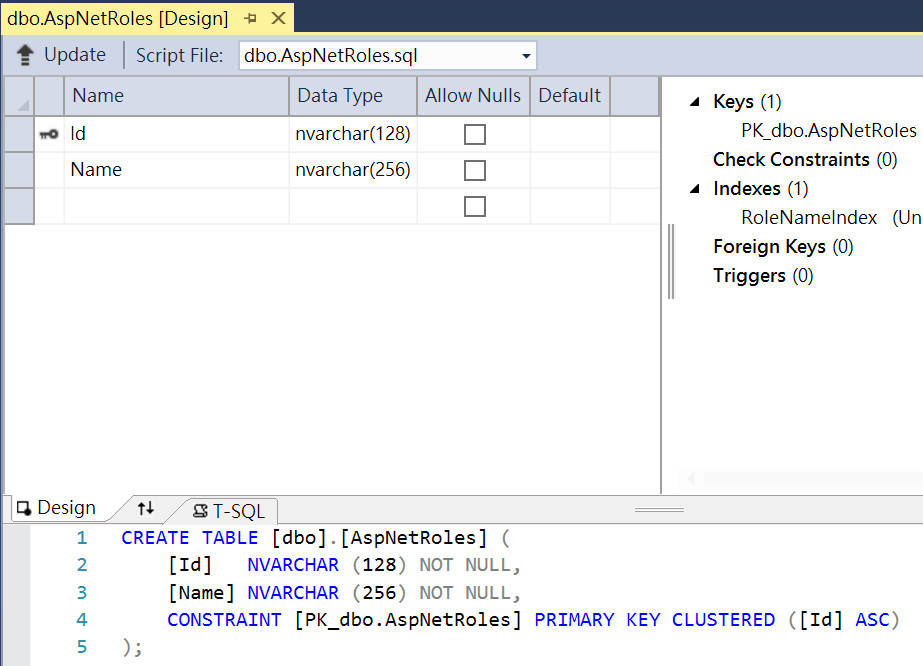 dbo.AspNetRoles [Design]
Update Script File: dbo.AspNetRoles.sql
Name Data Type Allow Nulls Default
Id nvarchar(128)
Name nvarchar(256)
Keys (1)
PK_dbo.AspNetRoles
Check Constraints (0)
Indexes (1)
RoleNameIndex (Un
Foreign Keys (0)
Triggers (0)
Design T-SQL
1 CREATE TABLE [dbo].[AspNetRoles] (
2 [Id] NVARCHAR (128) NOT NULL,
3 [Name] NVARCHAR (256) NOT NULL,
4 CONSTRAINT [PK_dbo.AspNetRoles] PRIMARY KEY CLUSTERED ([Id] ASC)
5 );